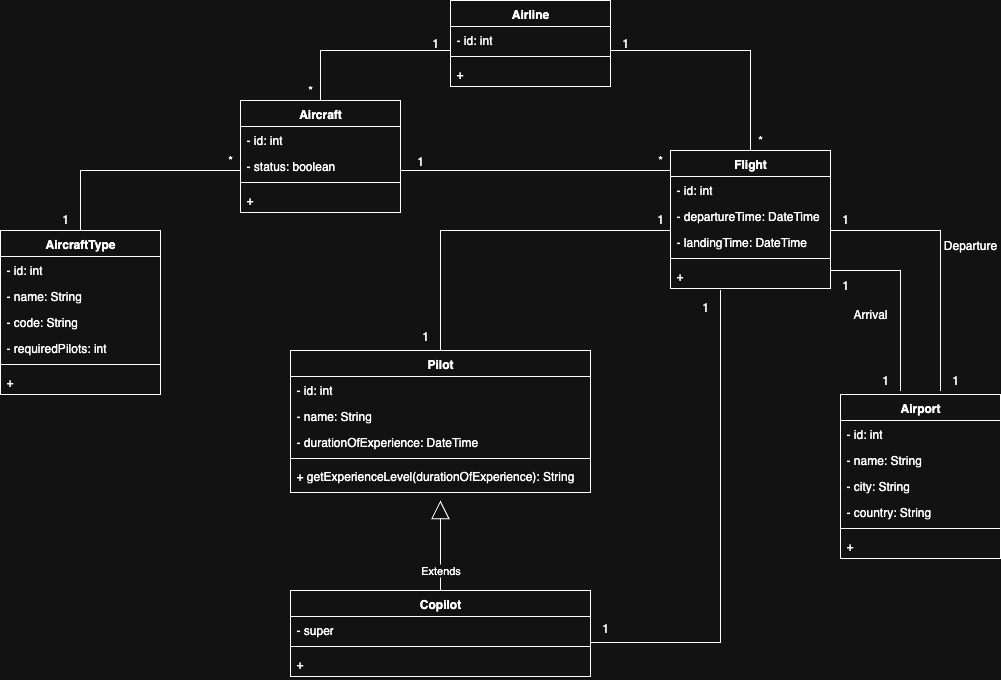 Airline
- id: int
+
1
1
*
*
Aircraft
- id: int
- status: boolean
+
*
1
1
*
Flight
- id: int
- departureTime: DateTime
- landingTime: DateTime
+
1
1
Departure
1
Arrival
1
1
1
1
AircraftType
- id: int
- name: String
- code: String
- requiredPilots: int
+
1
Pilot
- id: int
- name: String
- durationOfExperience: DateTime
+ getExperienceLevel(durationOfExperience): String
Airport
- id: int
- name: String
- city: String
- country: String
+
Extends
Copilot
- super
+
1